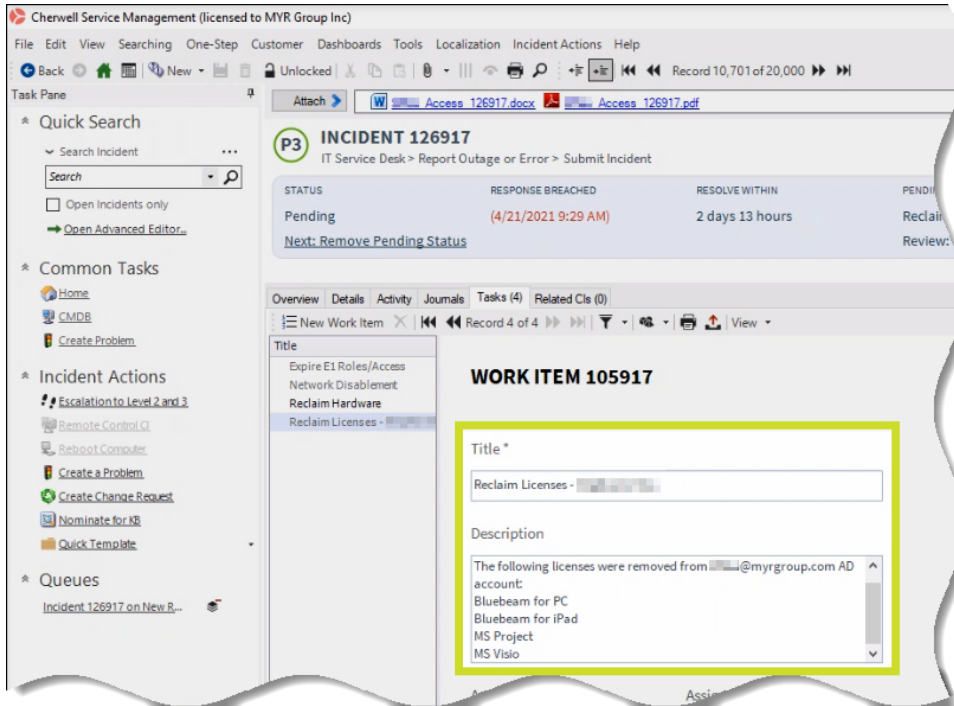 Cherwell Service Management (licensed to MYR Group Inc)
File Edit View Searching One-Step Customer Dashboards Tools Localization Incident Actions Help
Back New Unlocked Record 10,701 of 20,000
Task Pane
Attach Access_126917.docx Access_126917.pdf
Quick Search
Search Incident ...
Search
Open Incidents only
Open Advanced Editor...
Common Tasks
Home
CMDB
Create Problem
Incident Actions
Escalation to Level 2 and 3
Remote Control CI
Reboot Computer
Create a Problem
Create Change Request
Nominate for KB
Quick Template
Queues
Incident 126917 on New R...
P3
INCIDENT 126917
IT Service Desk > Report Outage or Error > Submit Incident
STATUS RESPONSE BREACHED RESOLVE WITHIN
Pending (4/21/2021 9:29 AM) 2 days 13 hours
Next: Remove Pending Status Review:
Overview Details Activity Journals Tasks (4) Related CIs (0)
New Work Item Record 4 of 4 View
Title
Expire E1 Roles/Access
Network Disablement
Reclaim Hardware
Reclaim Licenses -
WORK ITEM 105917
Title *
Reclaim Licenses -
Description
The following licenses were removed from @myrgroup.com AD
account:
Bluebeam for PC
Bluebeam for iPad
MS Project
MS Visio